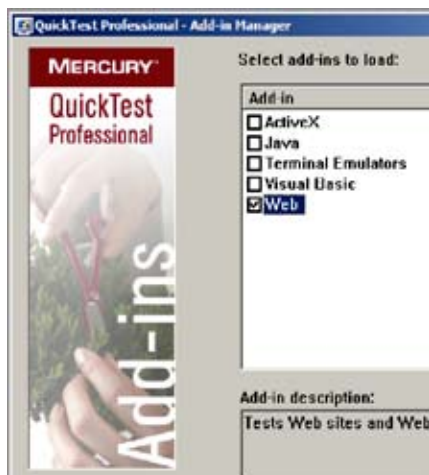 QuickTest Professional - Add-in Manager
MERCURY
QuickTest
Professional
Add-ins
Select add-ins to load:
Add-in
ActiveX
Java
Terminal Emulators
Visual Basic
Web
Add-in description:
Tests Web sites and Web